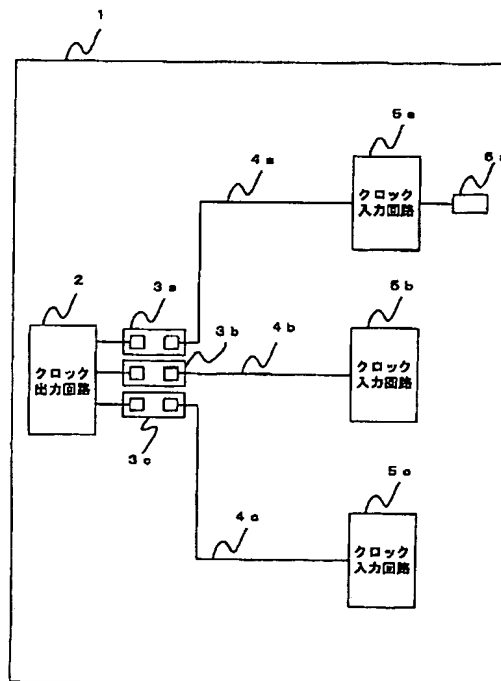 1
5a
4a
6a
クロック
入力回路
2
3a
3b
4b
5b
クロック
出力回路
クロック
入力回路
3c
5c
4c
クロック
入力回路